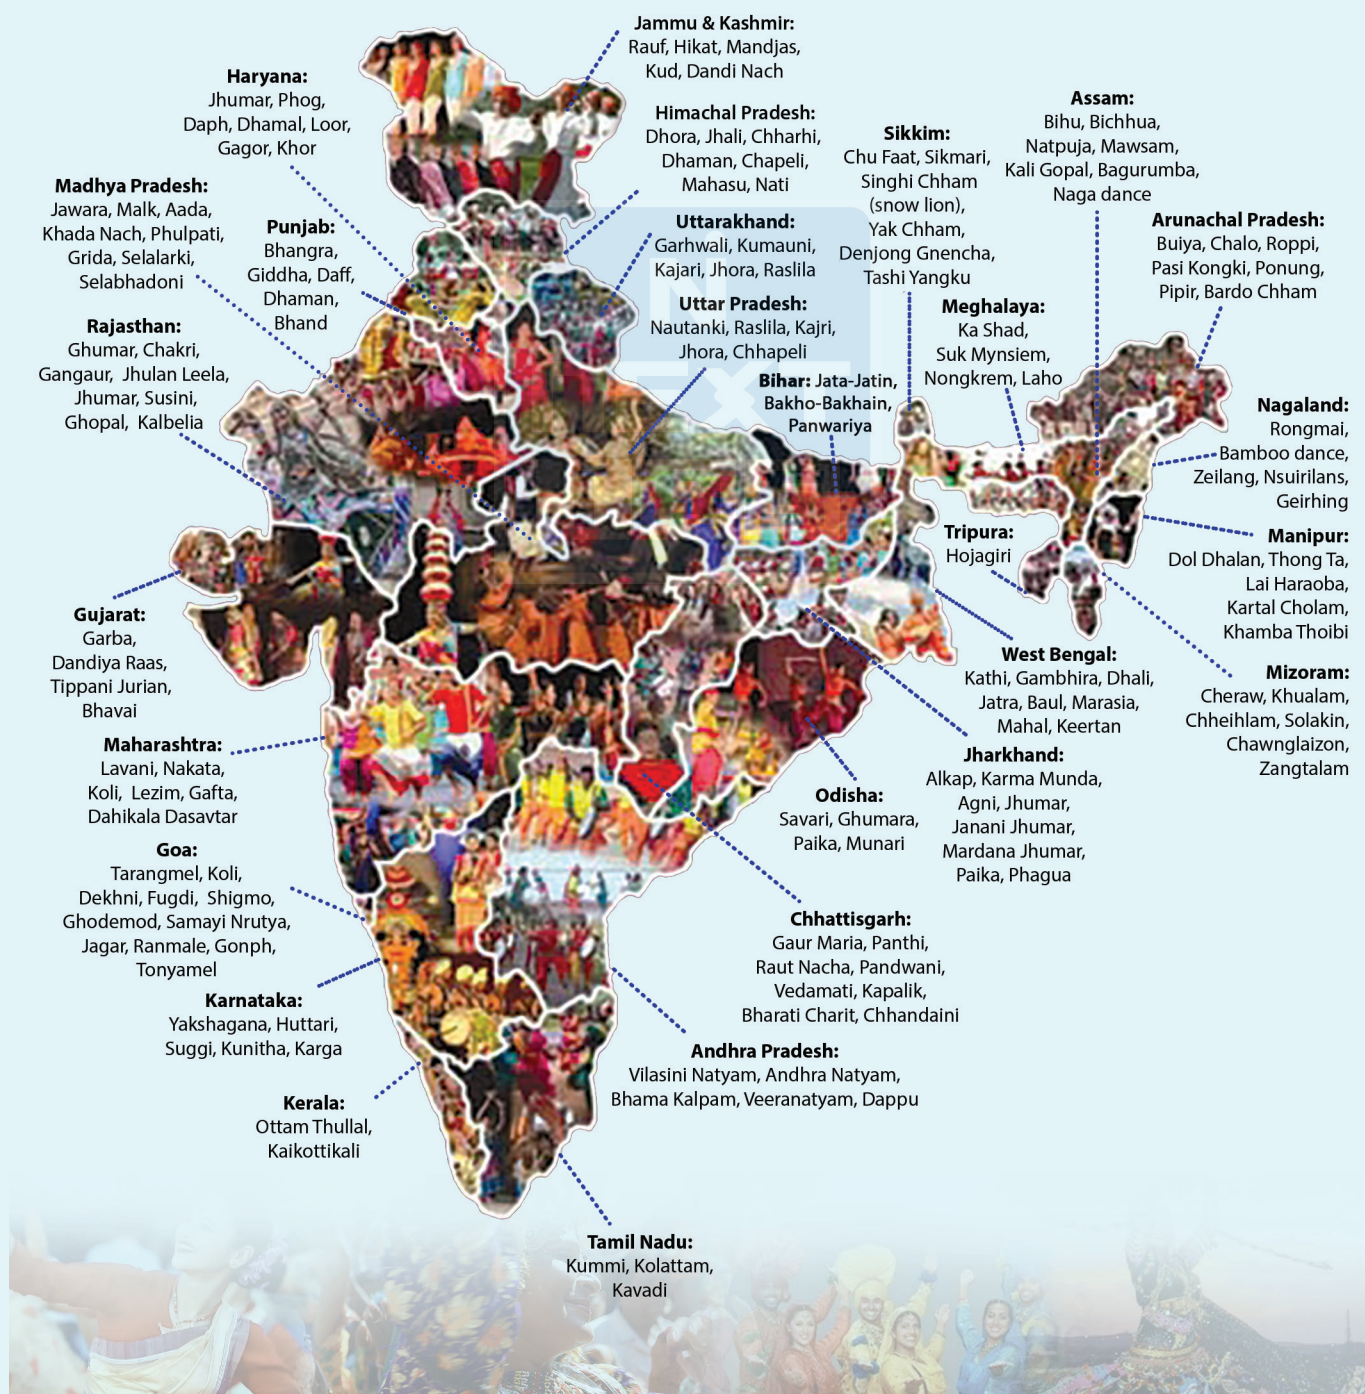 Jammu & Kashmir:
Rauf, Hikat, Mandjas,
Kud, Dandi Nach
Haryana:
Jhumar, Phog,
Daph, Dhamal, Loor,
Gagor, Khor
Himachal Pradesh:
Dhora, Jhali, Chharhi,
Dhaman, Chapeli,
Mahasu, Nati
Sikkim:
Chu Faat, Sikmari,
Singhi Chham
(snow lion),
Yak Chham,
Denjong Gnencha,
Tashi Yangku
Assam:
Bihu, Bichhua,
Natpuja, Mawsam,
Kali Gopal, Bagurumba,
Naga dance
Madhya Pradesh:
Jawara, Malk, Aada,
Khada Nach, Phulpati,
Grida, Selalarki,
Selabhadoni
Punjab:
Bhangra,
Giddha, Daff,
Dhaman,
Bhand
Uttarakhand:
Garhwali, Kumauni,
Kajari, Jhora, Raslila
Arunachal Pradesh:
Buiya, Chalo, Roppi,
Pasi Kongki, Ponung,
Pipir, Bardo Chham
Uttar Pradesh:
Nautanki, Raslila, Kajri,
Jhora, Chhapeli
Meghalaya:
Ka Shad,
Suk Mynsiem,
Nongkrem, Laho
Rajasthan:
Ghumar, Chakri,
Gangaur, Jhulan Leela,
Jhumar, Susini,
Ghopal, Kalbelia
Bihar: Jata-Jatin,
Bakho-Bakhain,
Panwariya
Nagaland:
Rongmai,
Bamboo dance,
Zeilang, Nsuirilans,
Geirhing
Tripura:
Hojagiri
Manipur:
Dol Dhalan, Thong Ta,
Lai Haraoba,
Kartal Cholam,
Khamba Thoibi
Gujarat:
Garba,
Dandiya Raas,
Tippani Jurian,
Bhavai
West Bengal:
Kathi, Gambhira, Dhali,
Jatra, Baul, Marasia,
Mahal, Keertan
Mizoram:
Cheraw, Khualam,
Chheihlam, Solakin,
Chawnglaizon,
Zangtalam
Maharashtra:
Lavani, Nakata,
Koli, Lezim, Gafta,
Dahikala Dasavtar
Jharkhand:
Alkap, Karma Munda,
Agni, Jhumar,
Janani Jhumar,
Mardana Jhumar,
Paika, Phagua
Odisha:
Savari, Ghumara,
Paika, Munari
Goa:
Tarangmel, Koli,
Dekhni, Fugdi, Shigmo,
Ghodemod, Samayi Nrutya,
Jagar, Ranmale, Gonph,
Tonyamel
Chhattisgarh:
Gaur Maria, Panthi,
Raut Nacha, Pandwani,
Vedamati, Kapalik,
Bharati Charit, Chhandaini
Karnataka:
Yakshagana, Huttari,
Suggi, Kunitha, Karga
Andhra Pradesh:
Vilasini Natyam, Andhra Natyam,
Bhama Kalpam, Veeranatyam, Dappu
Kerala:
Ottam Thullal,
Kaikottikali
Tamil Nadu:
Kummi, Kolattam,
Kavadi